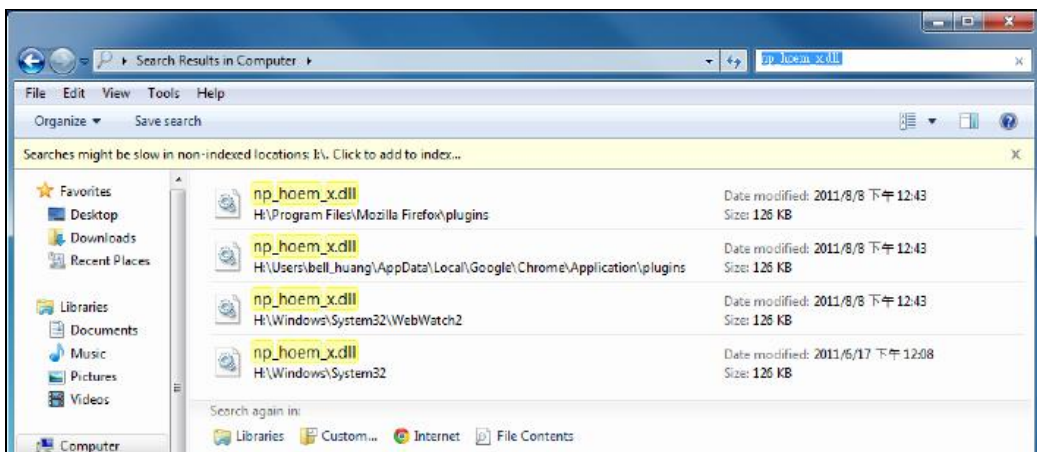 Search Results in Computer
np_hoem_x.dll
File Edit View Tools Help
Organize Save search
Searches might be slow in non-indexed locations: I:\. Click to add to index...
Favorites
Desktop
Downloads
Recent Places
Libraries
Documents
Music
Pictures
Videos
Computer
np_hoem_x.dll
H:\Program Files\Mozilla Firefox\plugins
Date modified: 2011/8/8 下午 12:43
Size: 126 KB
np_hoem_x.dll
H:\Users\bell_huang\AppData\Local\Google\Chrome\Application\plugins
Date modified: 2011/8/8 下午 12:43
Size: 126 KB
np_hoem_x.dll
H:\Windows\System32\WebWatch2
Date modified: 2011/8/8 下午 12:43
Size: 126 KB
np_hoem_x.dll
H:\Windows\System32
Date modified: 2011/6/17 下午 12:08
Size: 126 KB
Search again in:
Libraries Custom... Internet File Contents